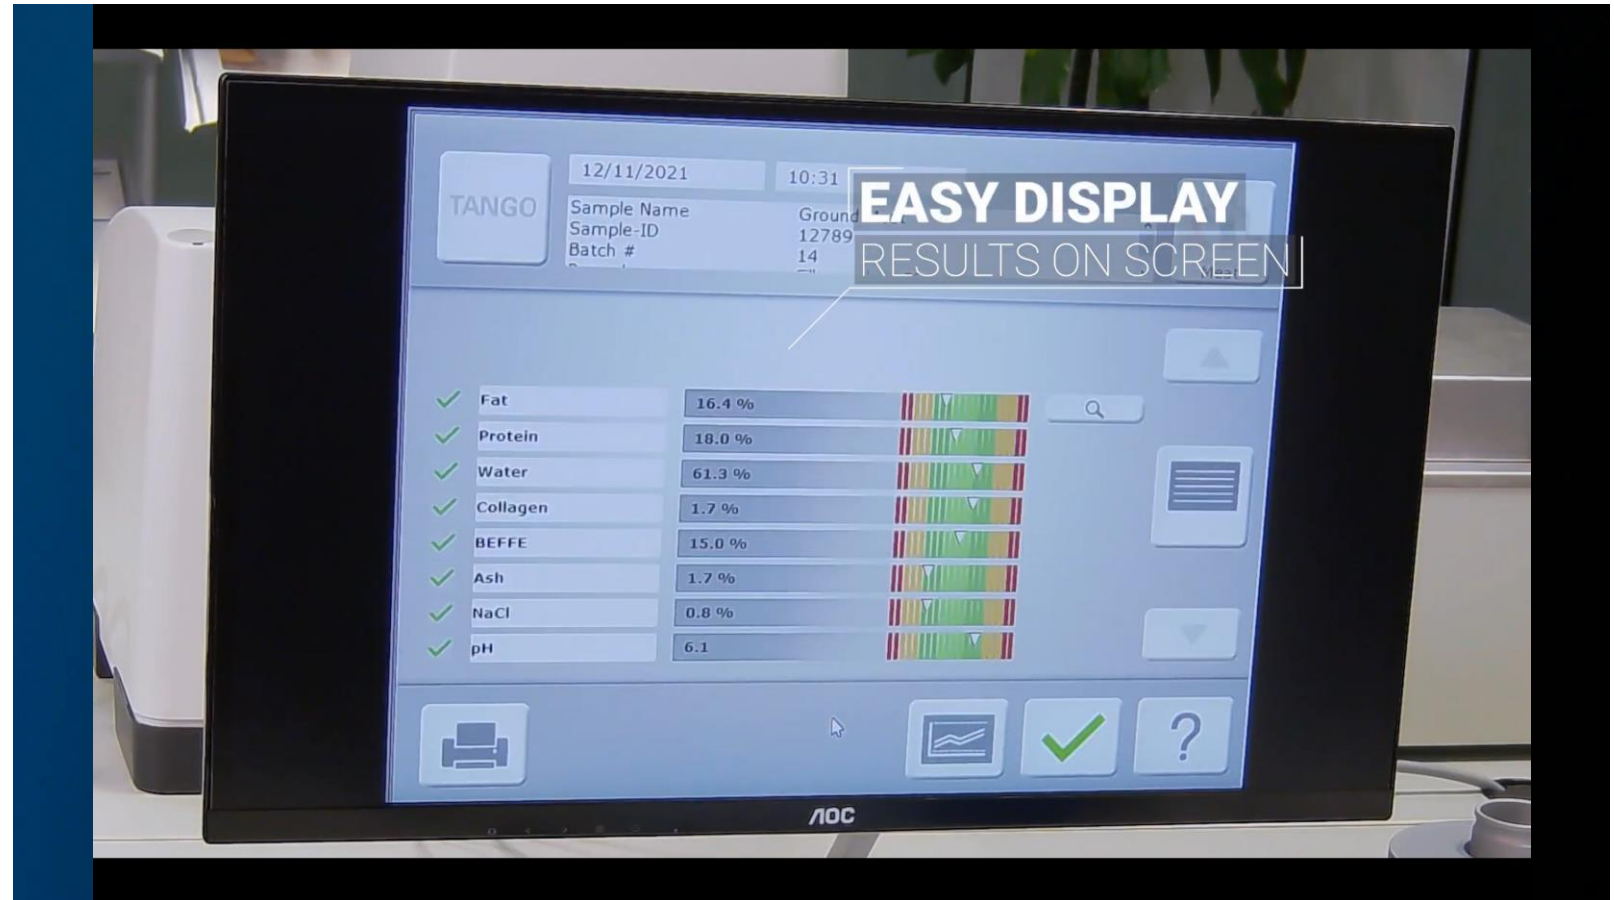 TANGO
12/11/2021
10:31
EASY DISPLAY
RESULTS ON SCREEN
Sample Name Ground
Sample-ID 12789
Batch # 14
Fat 16.4 %
Protein 18.0 %
Water 61.3 %
Collagen 1.7 %
BEFFE 15.0 %
Ash 1.7 %
NaCl 0.8 %
pH 6.1
?
AOC